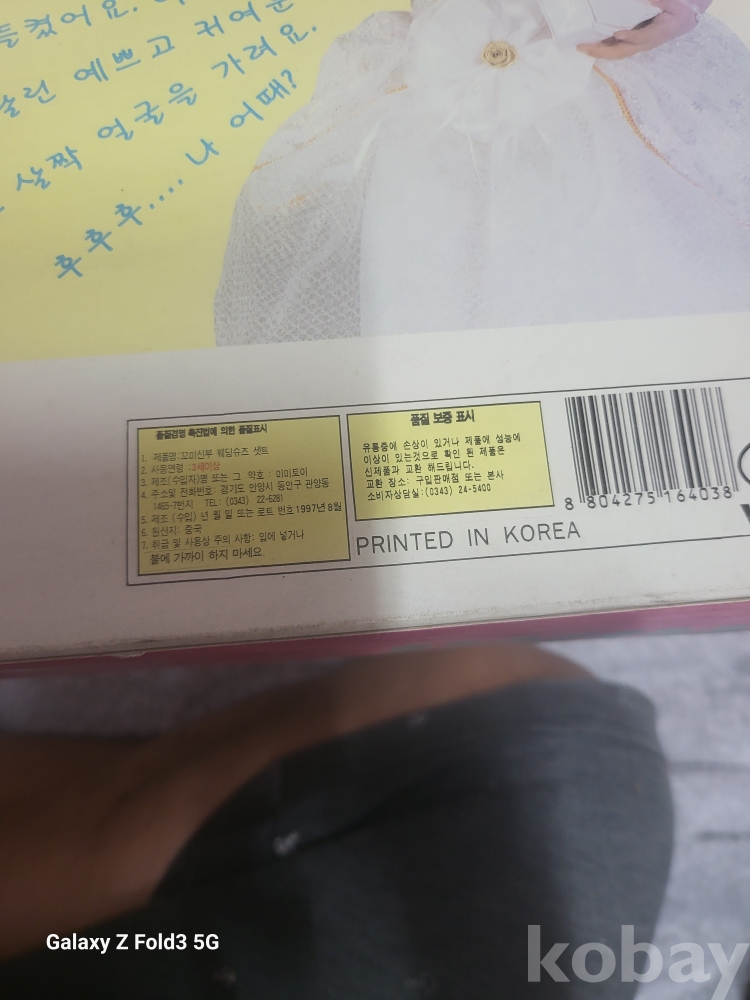 들켰어요.
예쁘고 귀여운
살짝 얼굴을 가려요.
후후후.... 나 어때?
품질경영 촉진법에 의한 품질표시
1. 제품명:꼬미신부 웨딩슈즈 셋트
2. 사용연령 :3세이상
3. 제조(수입자)명 또는 그 약호 : 미미토이
4. 주소및 전화번호: 경기도 안양시 동안구 관양동
1465-7번지 TEL: (0343) 22-6281
5. 제조 (수입) 년 월 일 또는 로트 번호 1997년 8월
6. 원산지: 중국
7. 취급 및 사용상 주의 사항: 입에 넣거나
불에 가까이 하지 마세요
품질 보증 표시
유통중에 손상이 있거나 제품에 성능에
이상이 있는것으로 확인 된 제품은
신제품과 교환 해드립니다.
교환 장소: 구입판매점 또는 본사
소비자상담실:(0343) 24-5400
PRINTED IN KOREA
8 804275 164038
Galaxy Z Fold3 5G
kobay